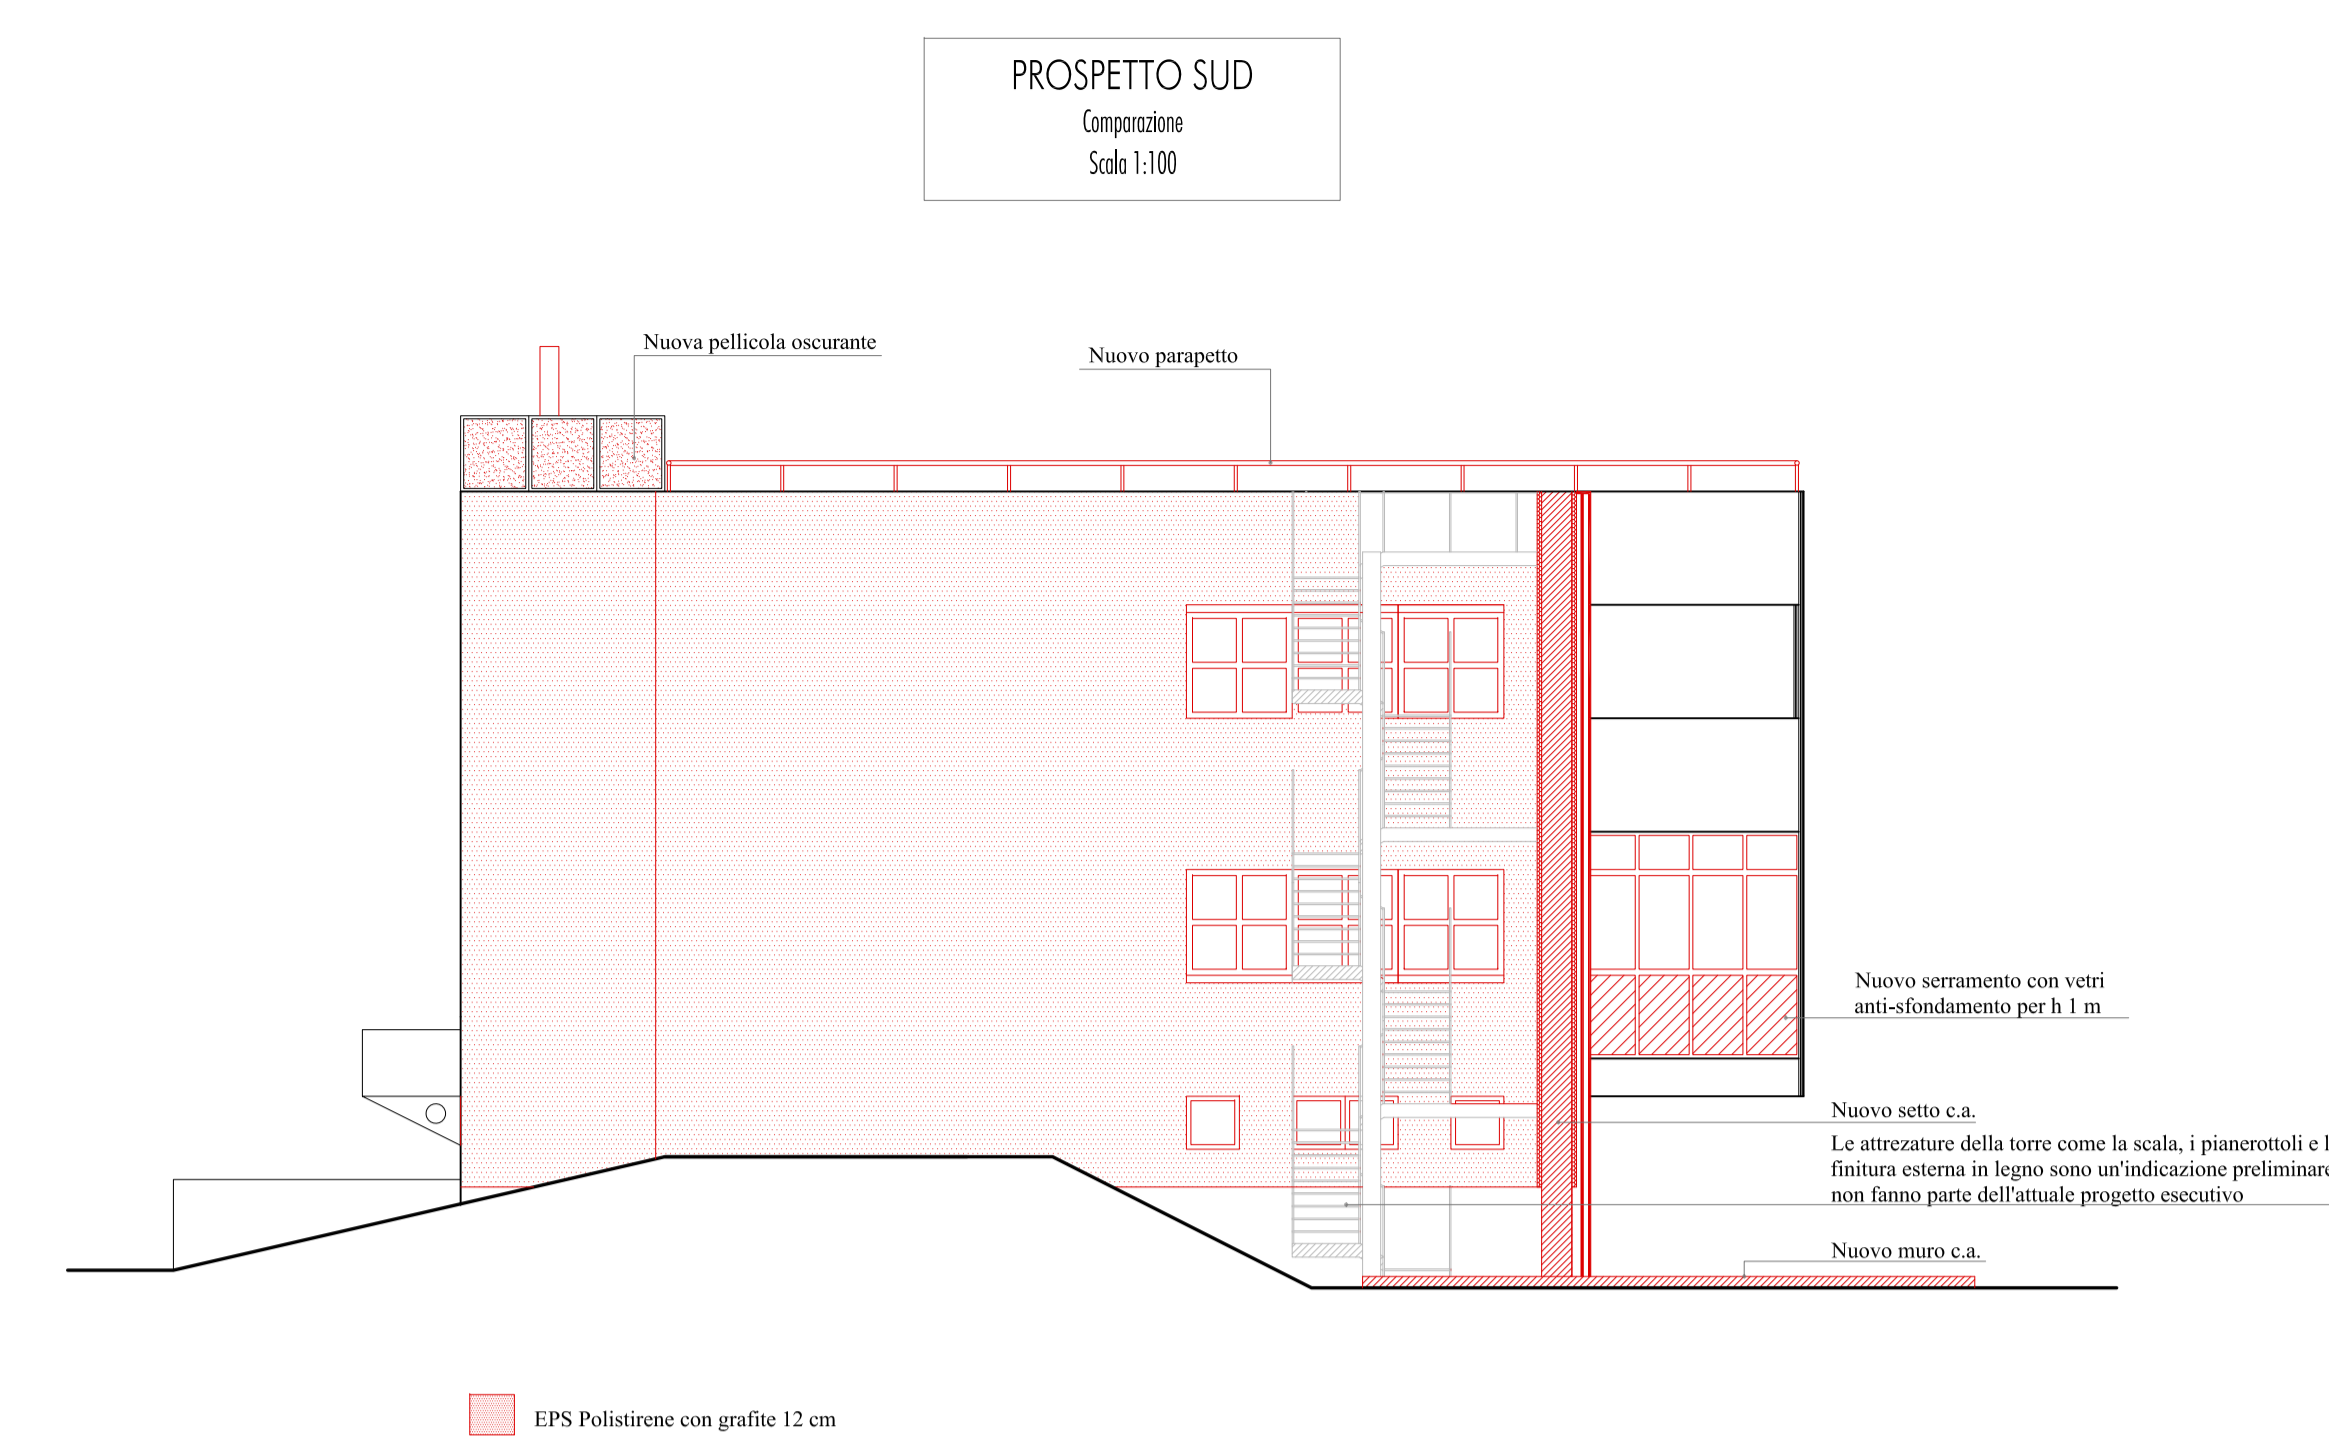 PROSPETTO SUD
Comparazione
Scala 1:100
Nuova pellicola oscurante
Nuovo parapetto
Nuovo serramento con vetri
anti-sfondamento per h 1 m
Nuovo setto c.a.
Le attrezature della torre come la scala, i pianerottoli e l
finitura esterna in legno sono un'indicazione preliminare
non fanno parte dell'attuale progetto esecutivo
Nuovo muro c.a.
EPS Polistirene con grafite 12 cm